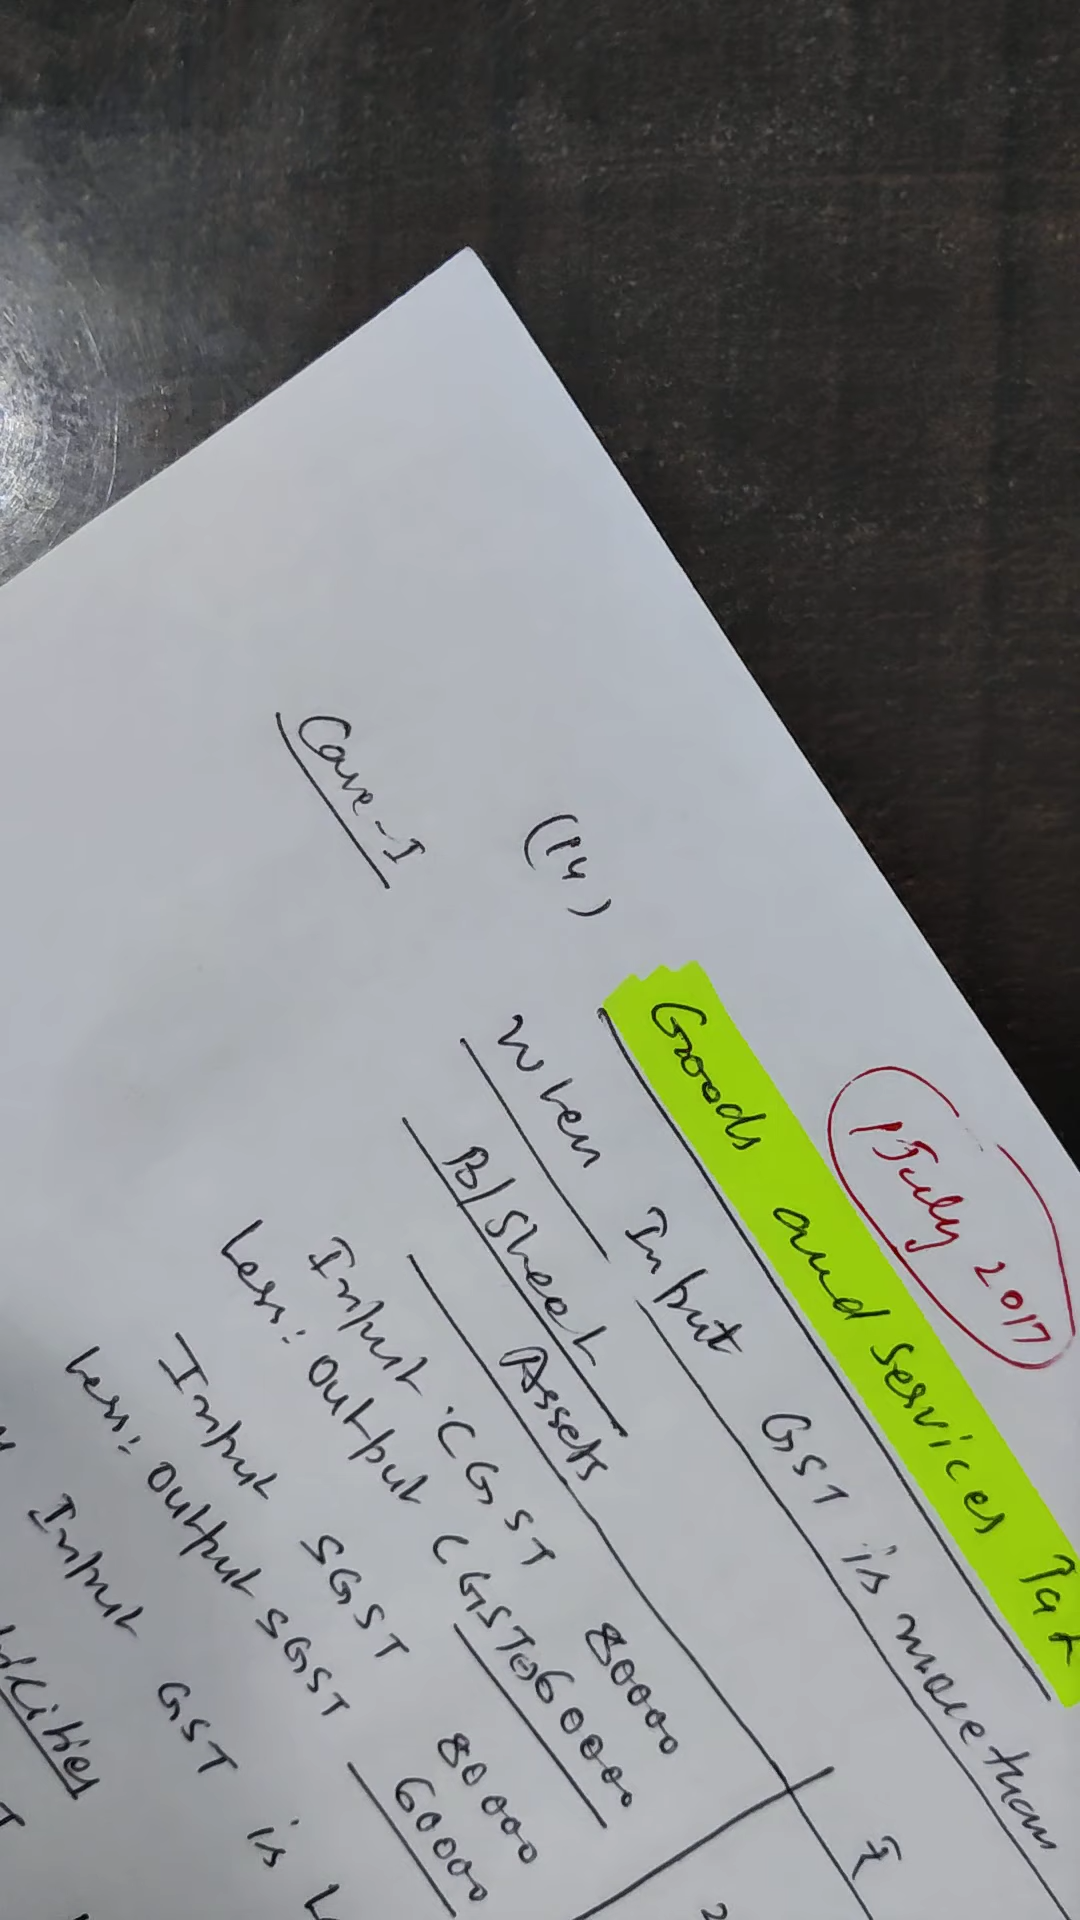 1 July 2017
(14) Goods and Services Tax
Case-I When Input GST is more than
B/Sheet
Assets ₹
Input CGST 80000
Less: Output CGST 60000 2
Input SGST 80000
Less: Output SGST 60000
Input GST is